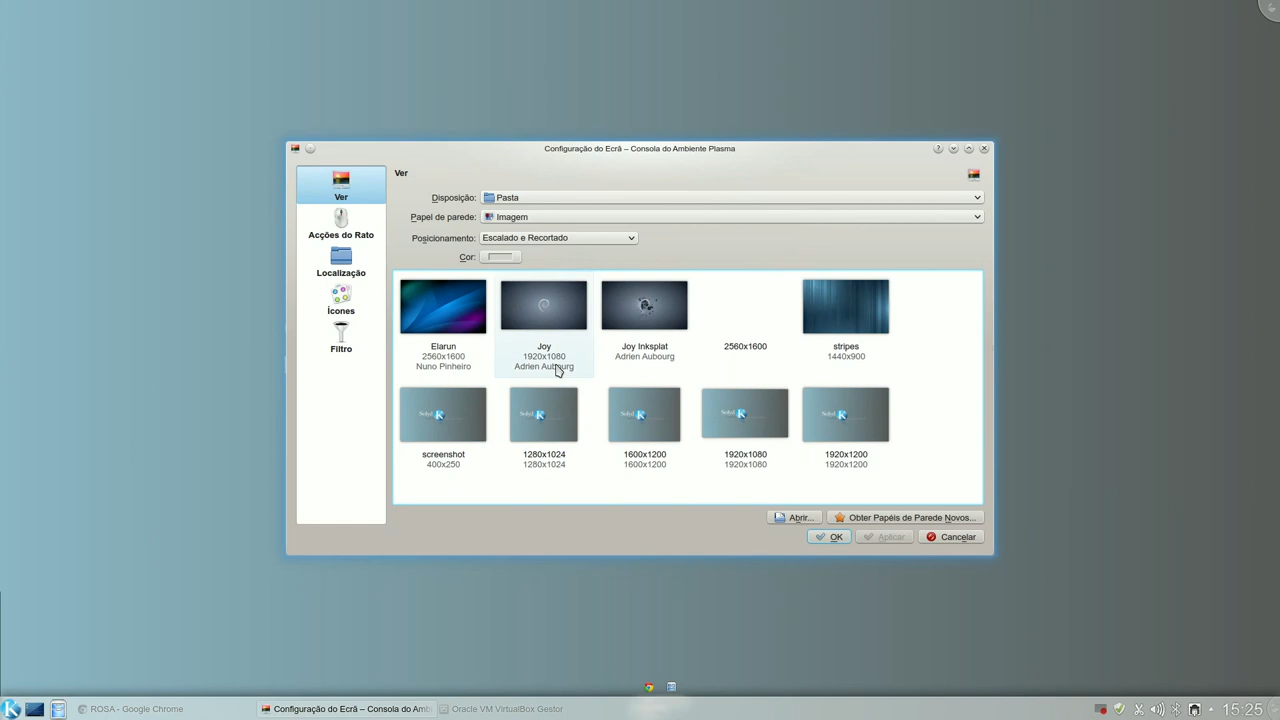 Configuração do Ecrã – Consola do Ambiente Plasma
Ver
Acções do Rato
Localização
Ícones
Filtro
Ver
Disposição: Pasta
Papel de parede: Imagem
Posicionamento: Escalado e Recortado
Cor:
Elarun
2560x1600
Nuno Pinheiro
Joy
1920x1080
Adrien Aubourg
Joy Inksplat
Adrien Aubourg
2560x1600
stripes
1440x900
screenshot
400x250
1280x1024
1280x1024
1600x1200
1600x1200
1920x1080
1920x1080
1920x1200
1920x1200
Abrir...
Obter Papéis de Parede Novos...
OK
Aplicar
Cancelar
ROSA - Google Chrome
Configuração do Ecrã – Consola do Amb
Oracle VM VirtualBox Gestor
15:25